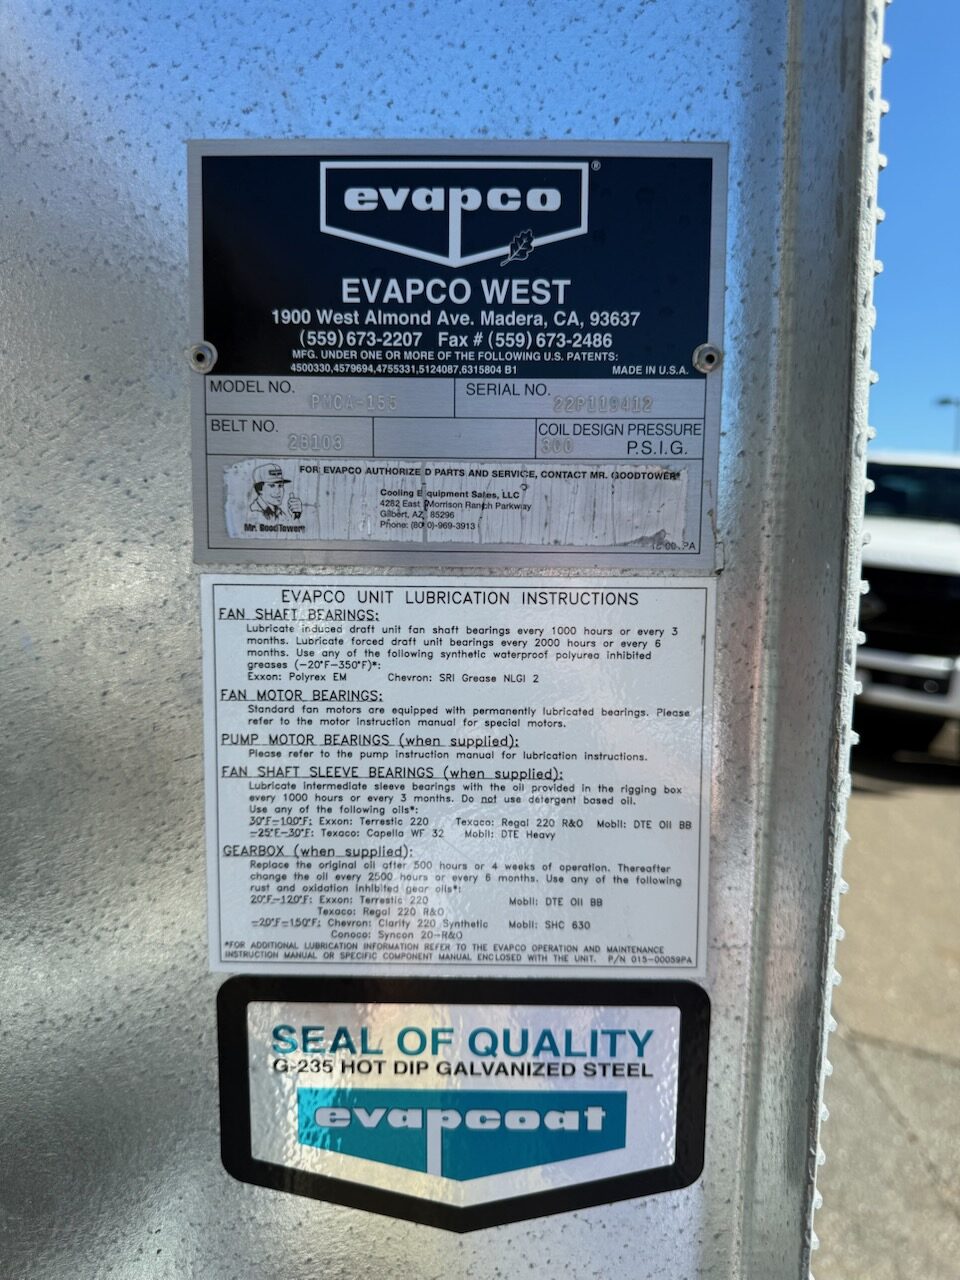 evapco®
EVAPCO WEST
1900 West Almond Ave. Madera, CA, 93637
(559) 673-2207 Fax # (559) 673-2486
MFG. UNDER ONE OR MORE OF THE FOLLOWING U.S. PATENTS:
4500330,4579694,4755331,5124087,6315804 B1 MADE IN U.S.A.
MODEL NO. PMCA-155 SERIAL NO. 22P119412
BELT NO. 2B103 COIL DESIGN PRESSURE 300 P.S.I.G.
FOR EVAPCO AUTHORIZED PARTS AND SERVICE, CONTACT MR. GOODTOWER®
Cooling Equipment Sales, LLC
4282 East Morrison Ranch Parkway
Gilbert, AZ 85296
Phone: (800)-969-3913
Mr. GoodTower®
EVAPCO UNIT LUBRICATION INSTRUCTIONS
FAN SHAFT BEARINGS:
Lubricate induced draft unit fan shaft bearings every 1000 hours or every 3
months. Lubricate forced draft unit bearings every 2000 hours or every 6
months. Use any of the following synthetic waterproof polyurea inhibited
greases (-20°F-350°F)*:
Exxon: Polyrex EM Chevron: SRI Grease NLGI 2
FAN MOTOR BEARINGS:
Standard fan motors are equipped with permanently lubricated bearings. Please
refer to the motor instruction manual for special motors.
PUMP MOTOR BEARINGS (when supplied):
Please refer to the pump instruction manual for lubrication instructions.
FAN SHAFT SLEEVE BEARINGS (when supplied):
Lubricate intermediate sleeve bearings with the oil provided in the rigging box
every 1000 hours or every 3 months. Do not use detergent based oil.
Use any of the following oils*:
30°F-100°F: Exxon: Terrestic 220 Texaco: Regal 220 R&O Mobil: DTE Oil BB
-25°F-30°F: Texaco: Capella WF 32 Mobil: DTE Heavy
GEARBOX (when supplied):
Replace the original oil after 500 hours or 4 weeks of operation. Thereafter
change the oil every 2500 hours or every 6 months. Use any of the following
rust and oxidation inhibited gear oils*:
20°F-120°F: Exxon: Terrestic 220 Mobil: DTE Oil BB
Texaco: Regal 220 R&O
-20°F-150°F: Chevron: Clarity 220 Synthetic Mobil: SHC 630
Conoco: Syncon 20-R&O
*FOR ADDITIONAL LUBRICATION INFORMATION REFER TO THE EVAPCO OPERATION AND MAINTENANCE
INSTRUCTION MANUAL OR SPECIFIC COMPONENT MANUAL ENCLOSED WITH THE UNIT. P/N 015-00059PA
SEAL OF QUALITY
G-235 HOT DIP GALVANIZED STEEL
evapcoat